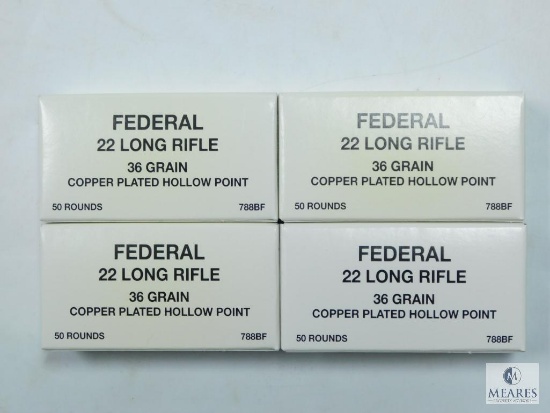 FEDERAL
22 LONG RIFLE
36 GRAIN
COPPER PLATED HOLLOW POINT
50 ROUNDS 788BF
FEDERAL
22 LONG RIFLE
36 GRAIN
COPPER PLATED HOLLOW POINT
50 ROUNDS 788BF
FEDERAL
22 LONG RIFLE
36 GRAIN
COPPER PLATED HOLLOW POINT
50 ROUNDS 788BF
FEDERAL
22 LONG RIFLE
36 GRAIN
COPPER PLATED HOLLOW POINT
50 ROUNDS 788BF
M
MEARES